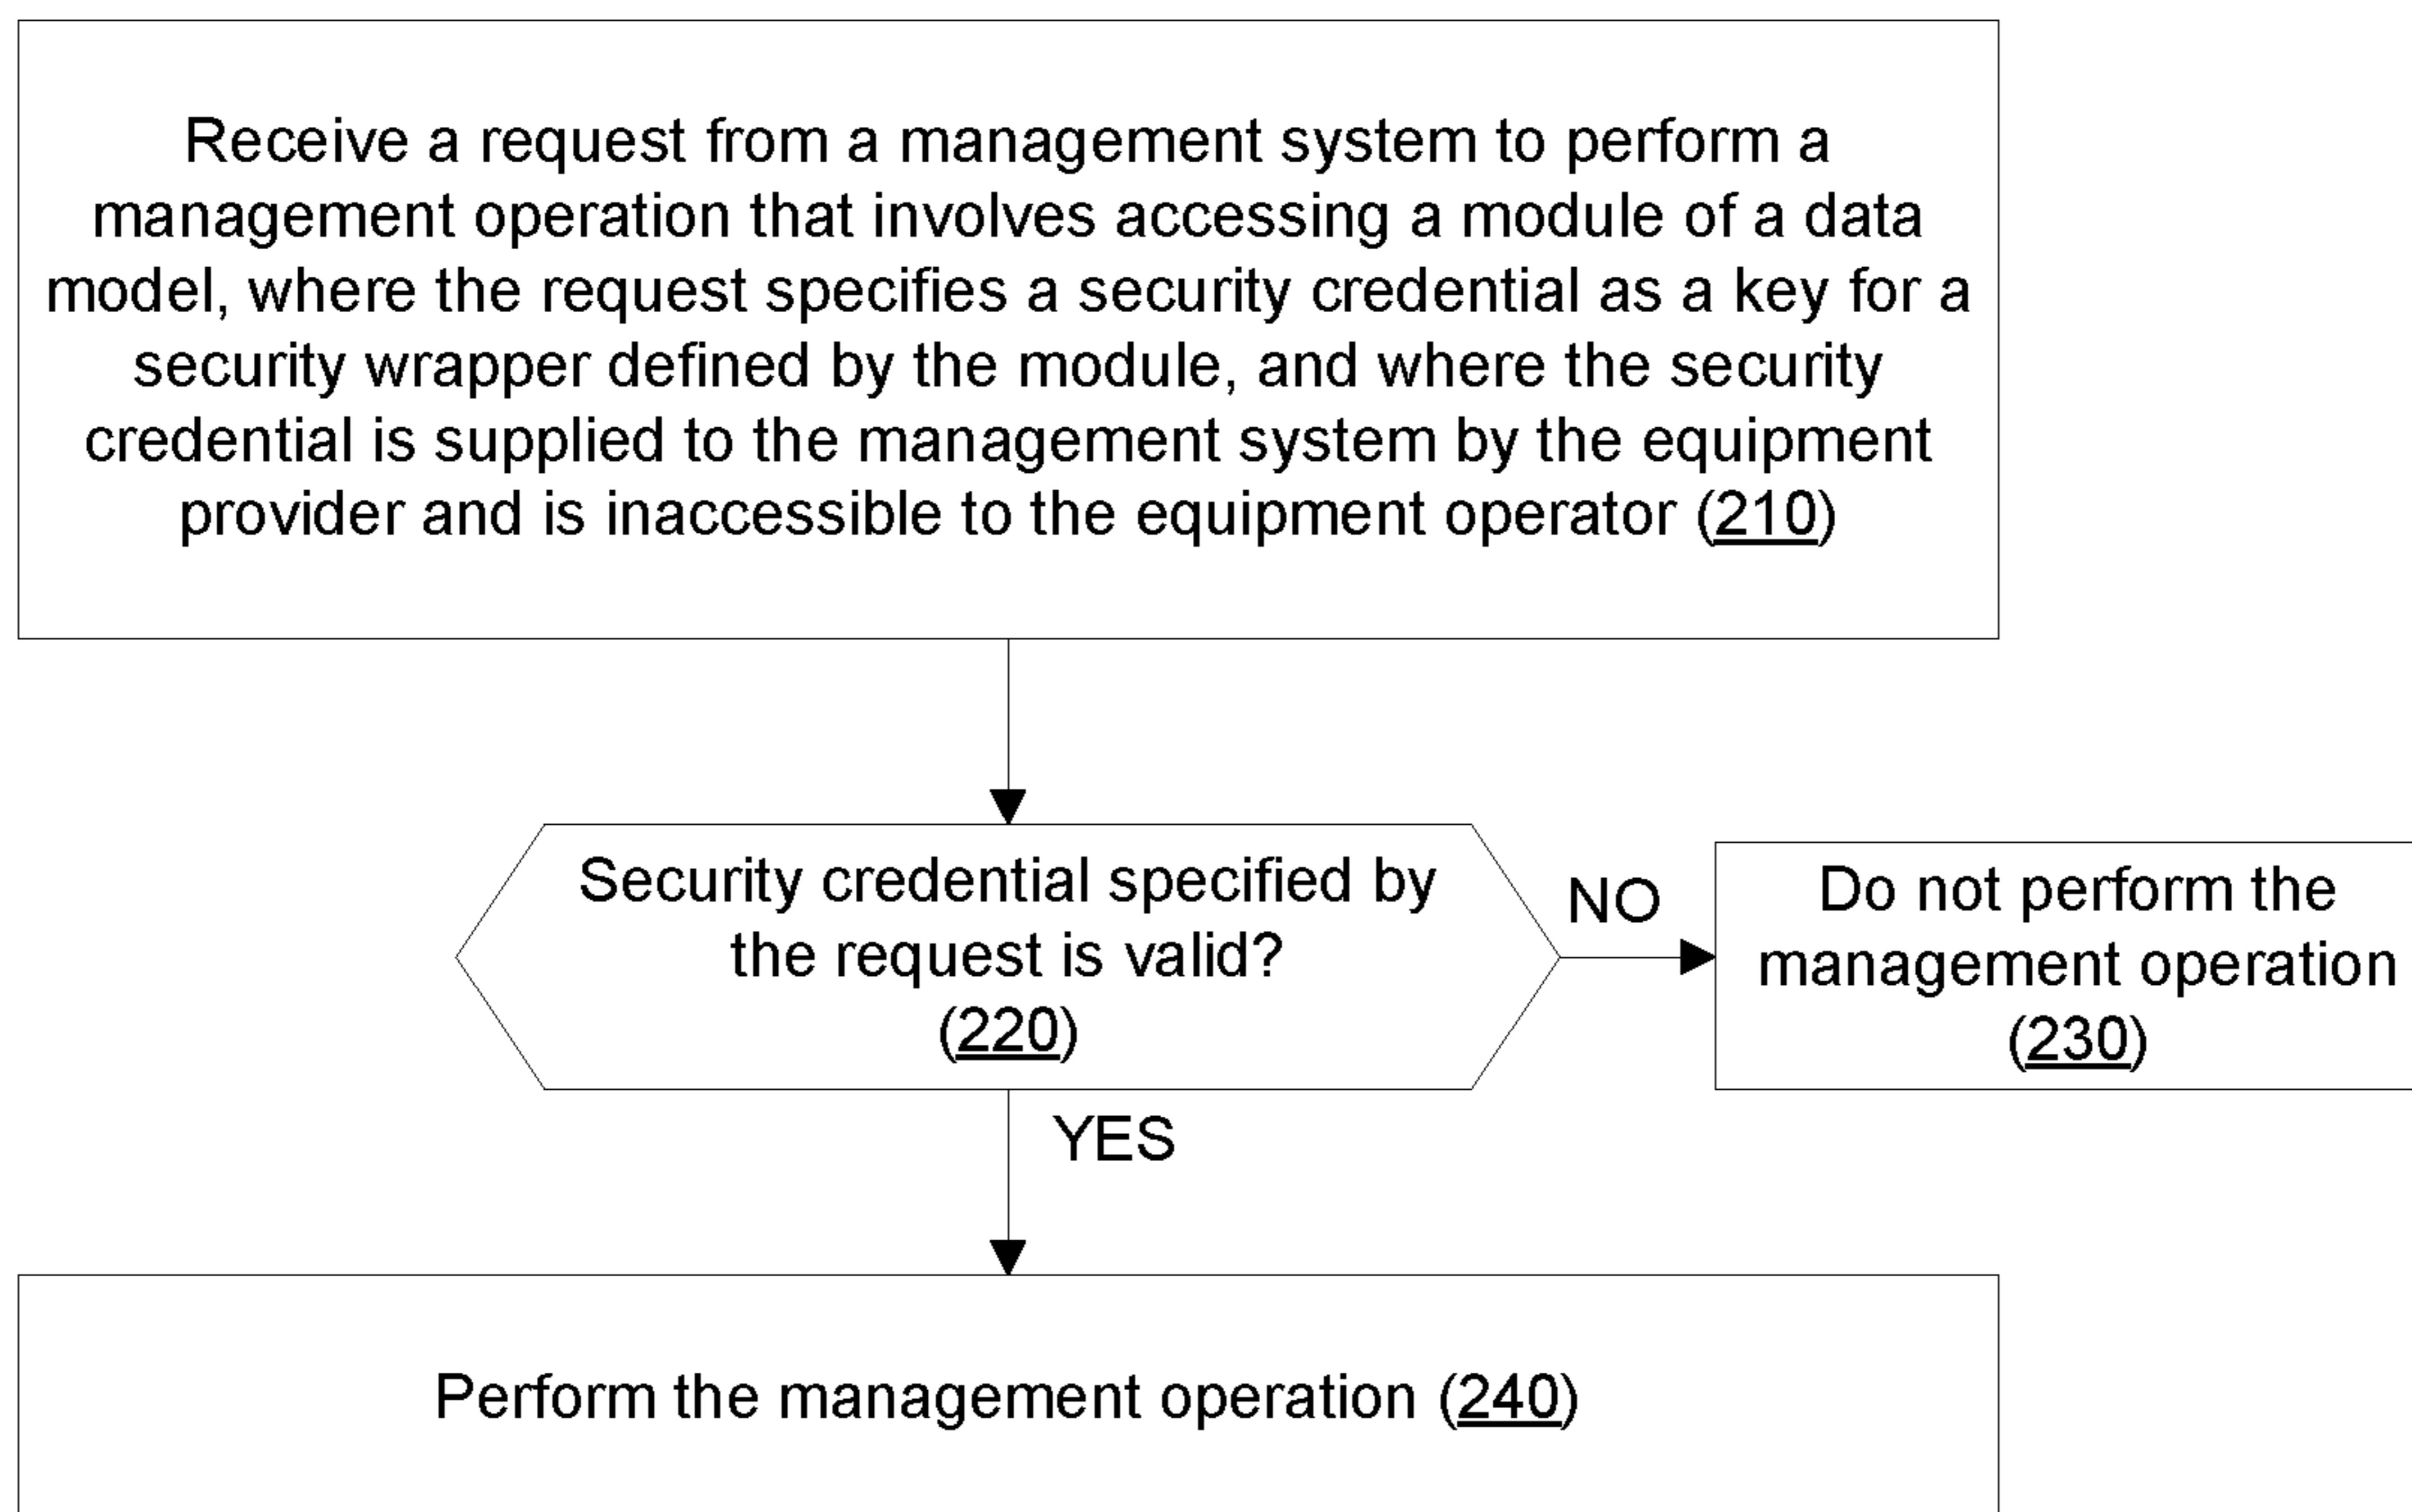 Receive a request from a management system to perform a
management operation that involves accessing a module of a data
model, where the request specifies a security credential as a key for a
security wrapper defined by the module, and where the security
credential is supplied to the management system by the equipment
provider and is inaccessible to the equipment operator (210)
Security credential specified by
the request is valid?
(220)
NO
Do not perform the
management operation
(230)
YES
Perform the management operation (240)